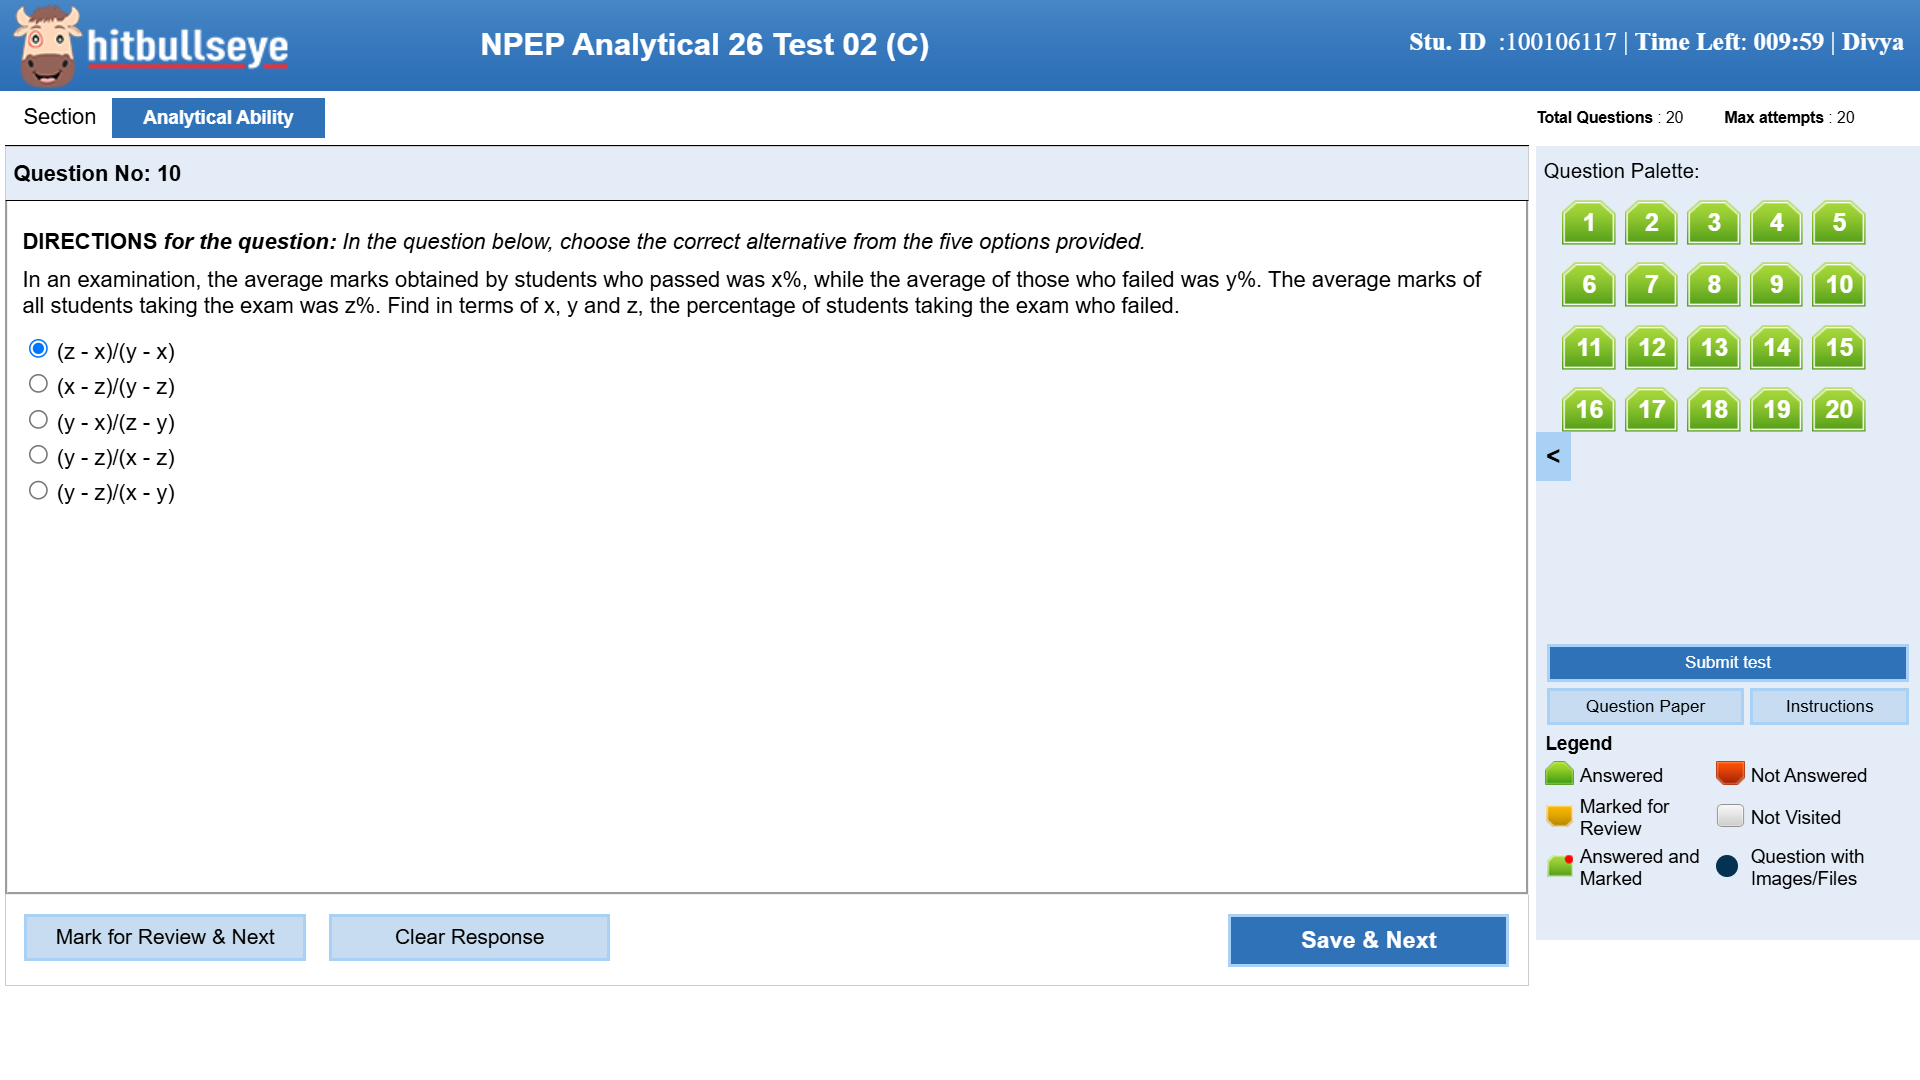 hitbullseye
NPEP Analytical 26 Test 02 (C)
Stu. ID :100106117 | Time Left: 009:59 | Divya
Section
Analytical Ability
Total Questions : 20
Max attempts : 20
Question No: 10
DIRECTIONS for the question: In the question below, choose the correct alternative from the five options provided.
In an examination, the average marks obtained by students who passed was x%, while the average of those who failed was y%. The average marks of
all students taking the exam was z%. Find in terms of x, y and z, the percentage of students taking the exam who failed.
(z - x)/(y - x)
(x - z)/(y - z)
(y - x)/(z - y)
(y - z)/(x - z)
(y - z)/(x - y)
Mark for Review & Next
Clear Response
Save & Next
Question Palette:
1 2 3 4 5
6 7 8 9 10
11 12 13 14 15
16 17 18 19 20
<
Submit test
Question Paper
Instructions
Legend
Answered
Not Answered
Marked for
Review
Not Visited
Answered and
Marked
Question with
Images/Files